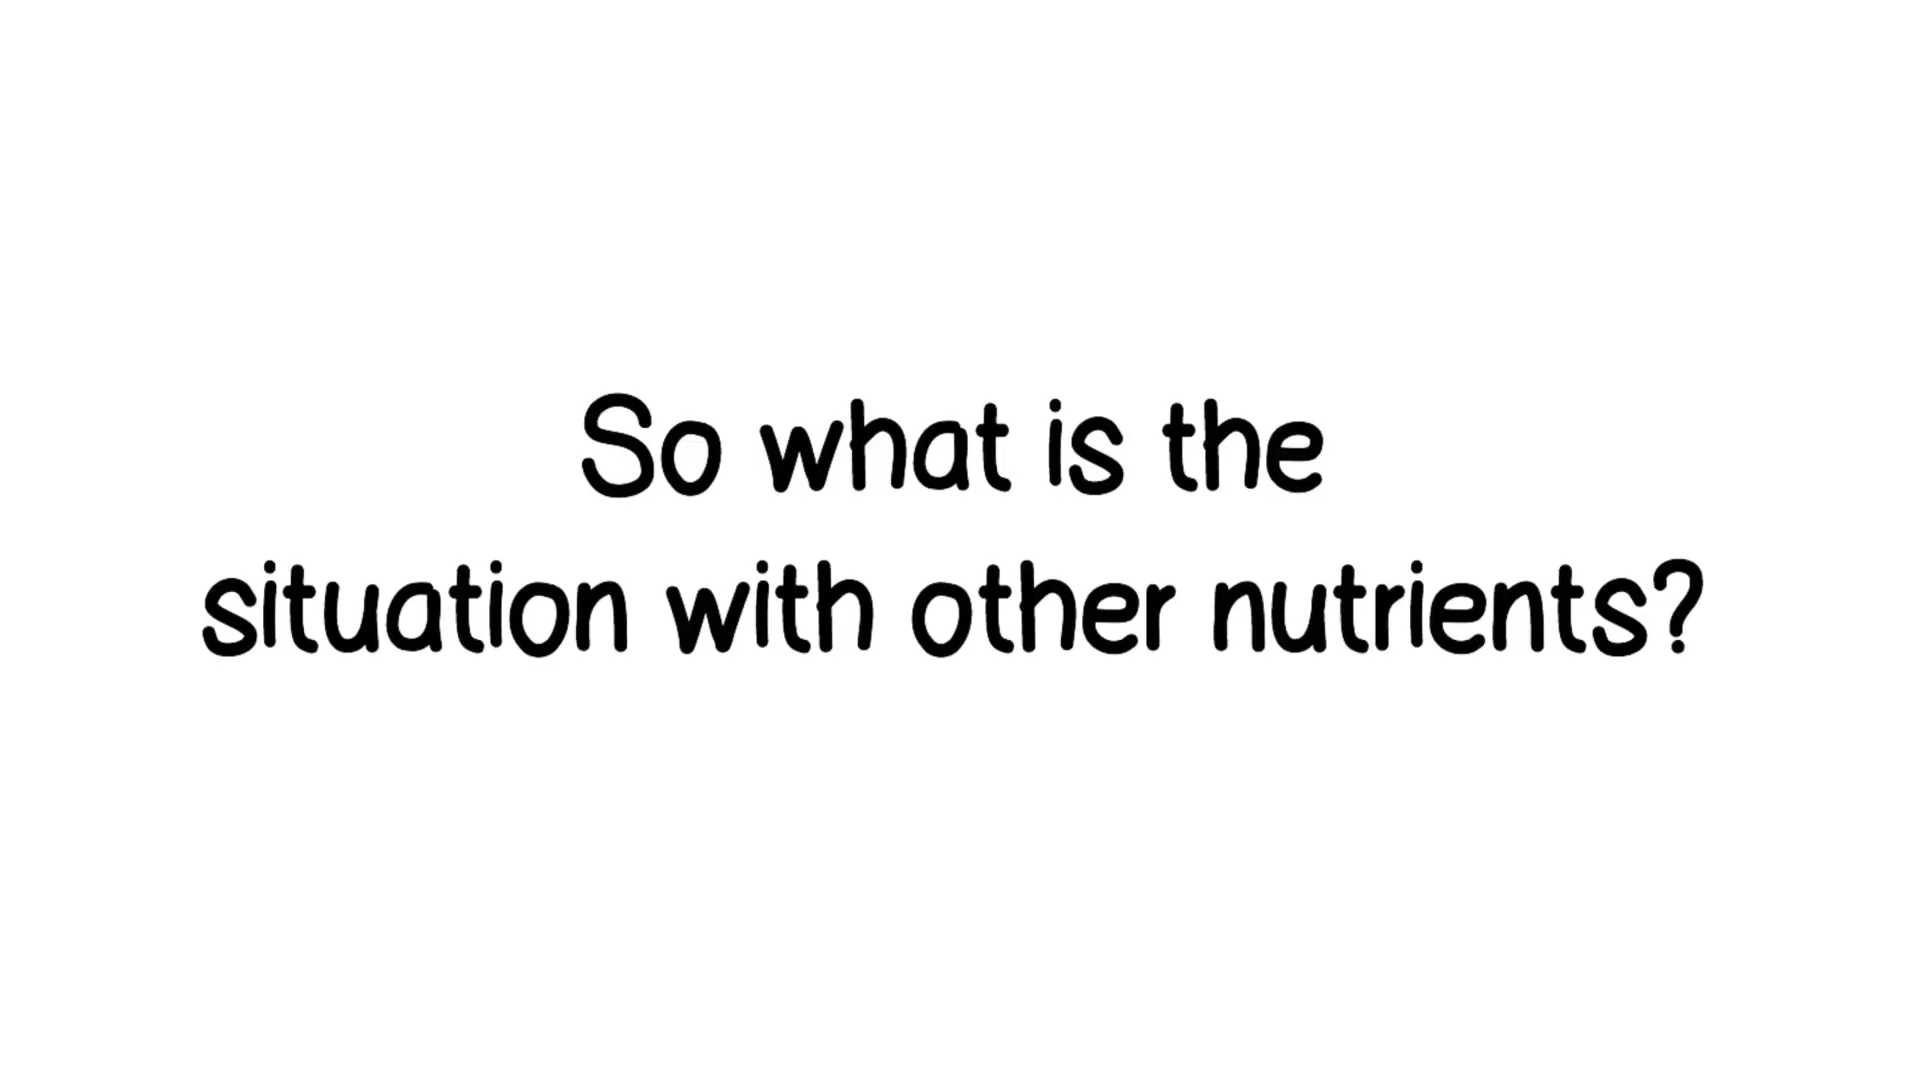 So what is the
situation with other nutrients?